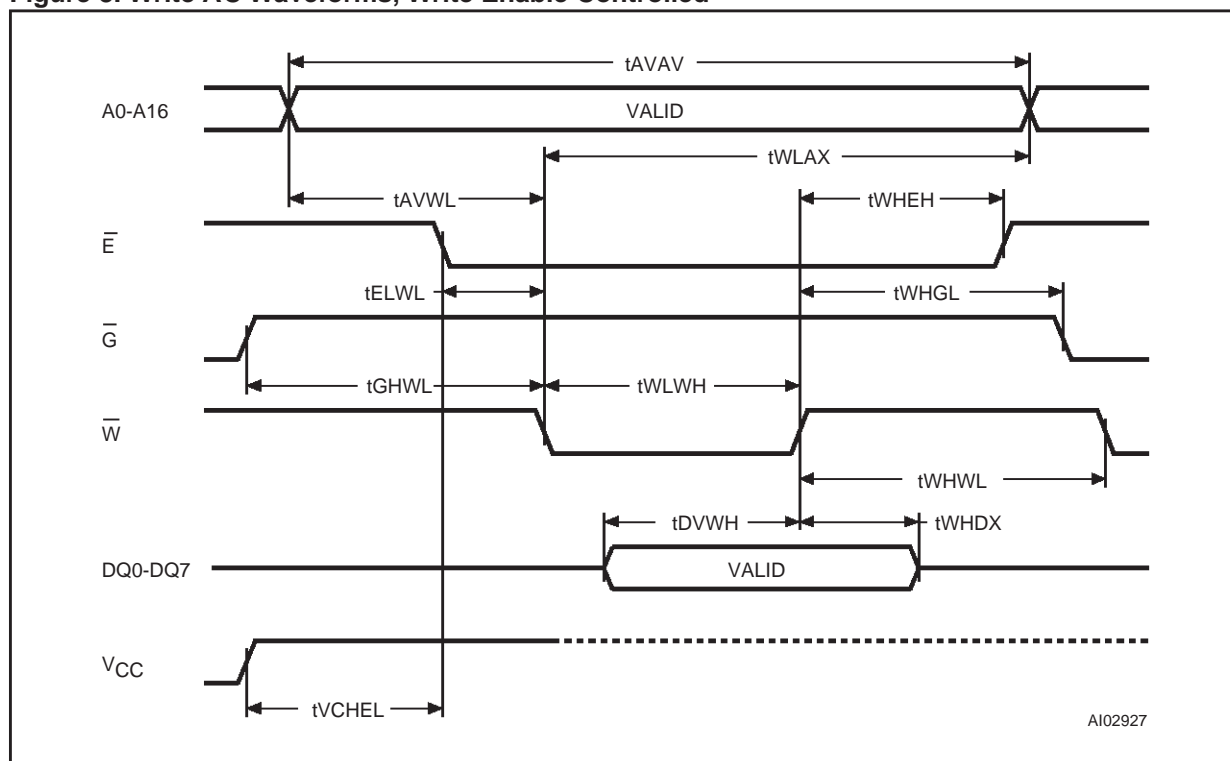 Figure 8. Write AC Waveforms, Write Enable Controlled
tAVAV
A0-A16
VALID
tWLAX
tAVWL
tWHEH
E̅
tELWL
tWHGL
G̅
tGHWL
tWLWH
W̅
tWHWL
tDVWH
tWHDX
DQ0-DQ7
VALID
VCC
tVCHEL
AI02927